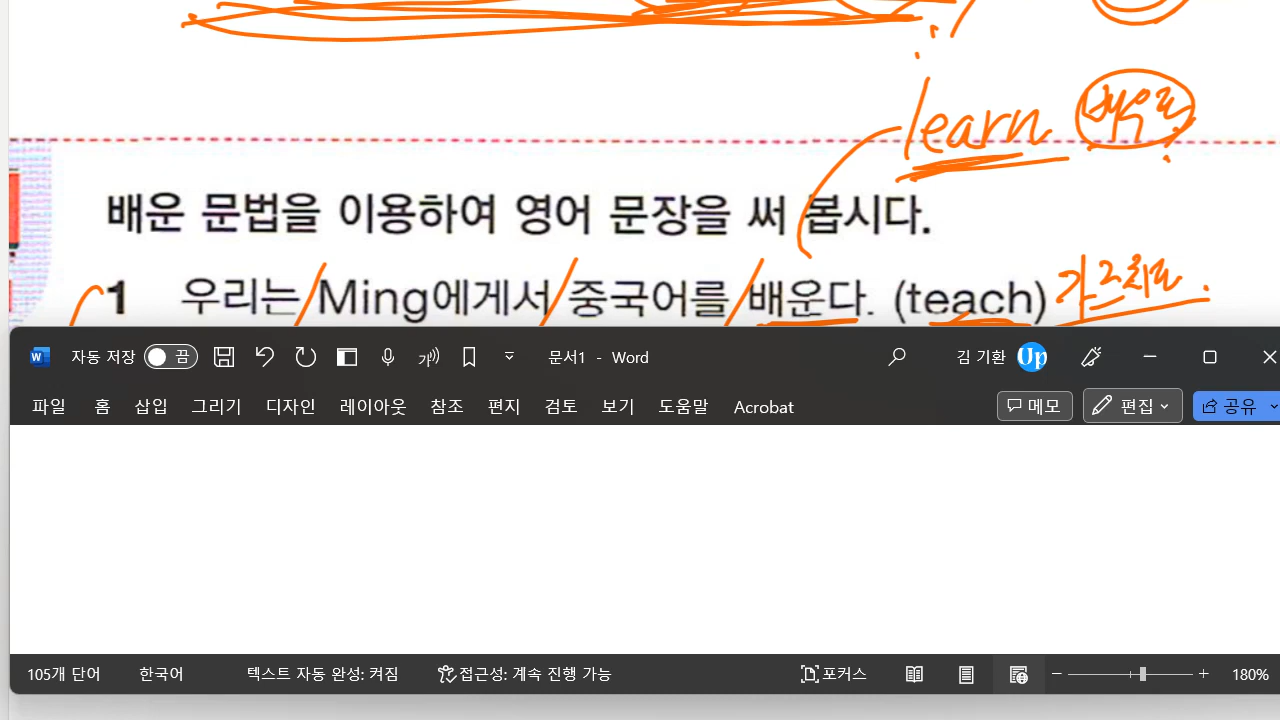 learn 배우다.
배운 문법을 이용하여 영어 문장을 써 봅시다.
1 우리는 Ming에게서 중국어를 배운다. (teach) 가르치다.
자동 저장 끔 가)) 문서1 - Word 김 기환 Up
파일 홈 삽입 그리기 디자인 레이아웃 참조 편지 검토 보기 도움말 Acrobat 메모 편집 공유
105개 단어 한국어 텍스트 자동 완성: 켜짐 접근성: 계속 진행 가능 포커스 180%